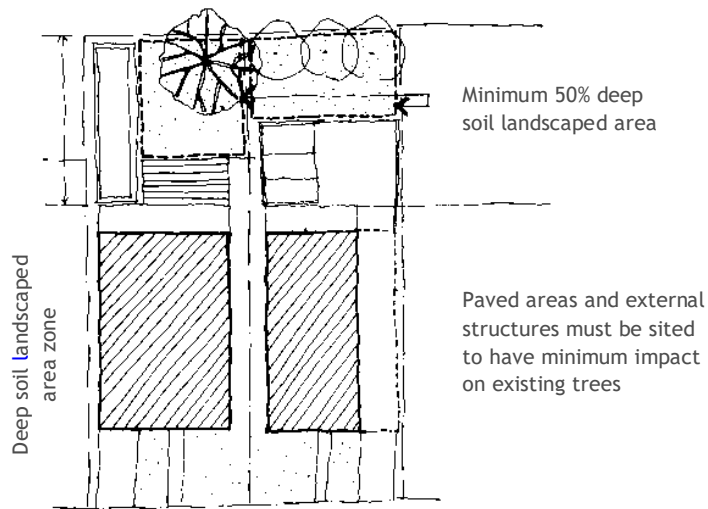 Minimum 50% deep
soil landscaped area
Paved areas and external
structures must be sited
to have minimum impact
on existing trees
Deep soil landscaped
area zone